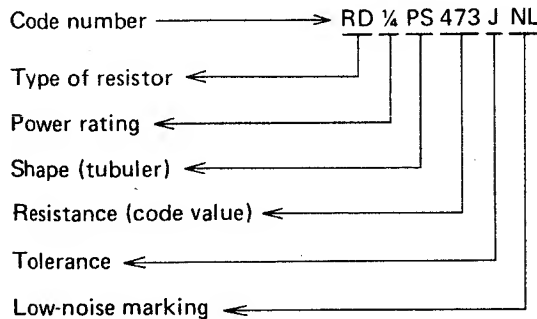 Code number RD ¼ PS 473 J NL
Type of resistor
Power rating
Shape (tubuler)
Resistance (code value)
Tolerance
Low-noise marking